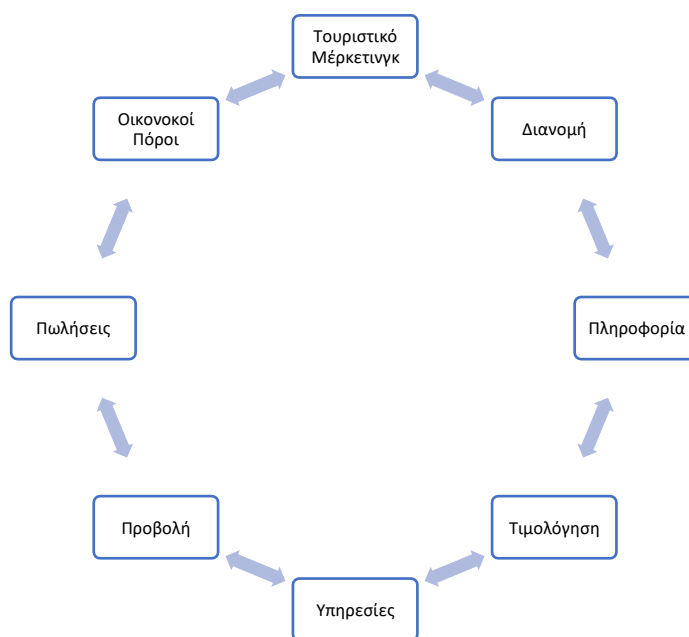 Τουριστικό
Μέρκετινγκ
Οικονοκοί
Πόροι
Διανομή
Πωλήσεις
Πληροφορία
Προβολή
Τιμολόγηση
Υπηρεσίες